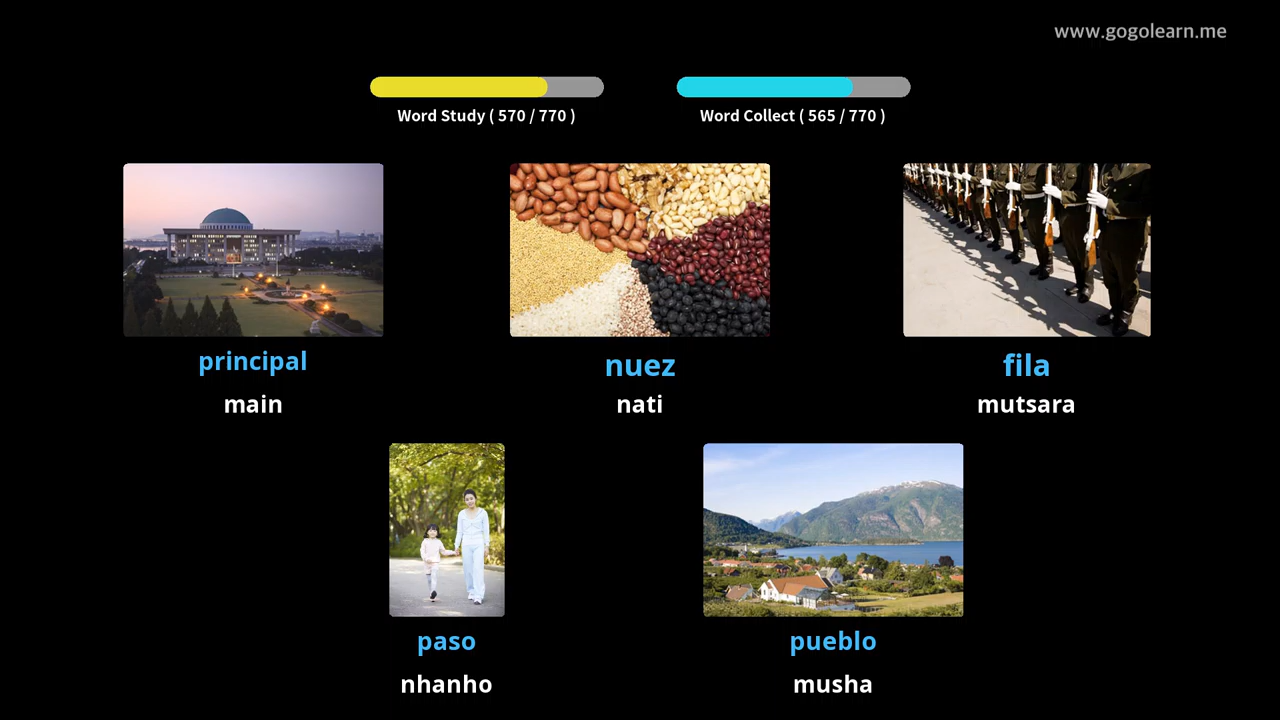 www.gogolearn.me
Word Study ( 570 / 770 )
Word Collect ( 565 / 770 )
principal
main
nuez
nati
fila
mutsara
paso
nhanho
pueblo
musha